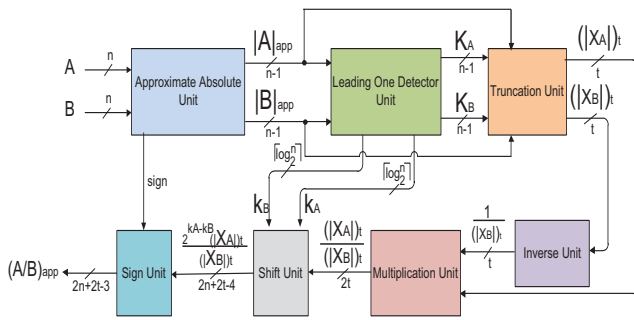 A
n
B
n
Approximate Absolute
Unit
|A|app
n-1
|B|app
n-1
Leading One Detector
Unit
KA
n-1
KB
n-1
Truncation Unit
(|XA|)t
t
(|XB|)t
t
sign
⌈log2n⌉
⌈log2n⌉
kB
kA
(A/B)app
2n+2t-3
Sign Unit
2kA-kB(|XA|)t
(|XB|)t
2n+2t-4
Shift Unit
(|XA|)t
(|XB|)t
2t
Multiplication Unit
1
(|XB|)t
t
Inverse Unit